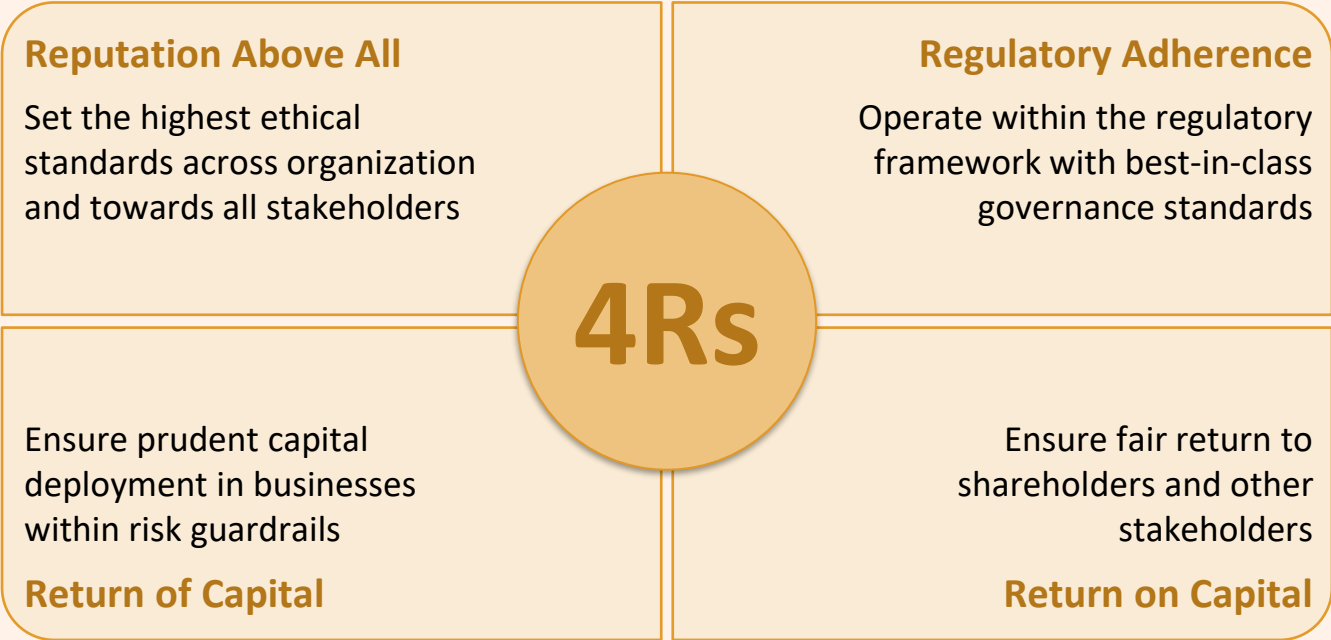 Reputation Above All
Set the highest ethical
standards across organization
and towards all stakeholders
Regulatory Adherence
Operate within the regulatory
framework with best-in-class
governance standards
4Rs
Ensure prudent capital
deployment in businesses
within risk guardrails
Return of Capital
Ensure fair return to
shareholders and other
stakeholders
Return on Capital